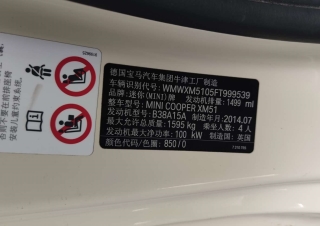 德国宝马汽车集团牛津工厂制造
车辆识别代号: WMWXM5105FT999539
品牌: 迷你(MINI)牌 发动机排量: 1499 ml
整车型号: MINI COOPER XM51
发动机型号: B38A15A 制造年月: 2014.07
最大允许总质量: 1595 kg 乘坐人数: 4 人
发动机最大净功率: 100 kW 制造国: 英国
颜色代码/色圈: 850/0